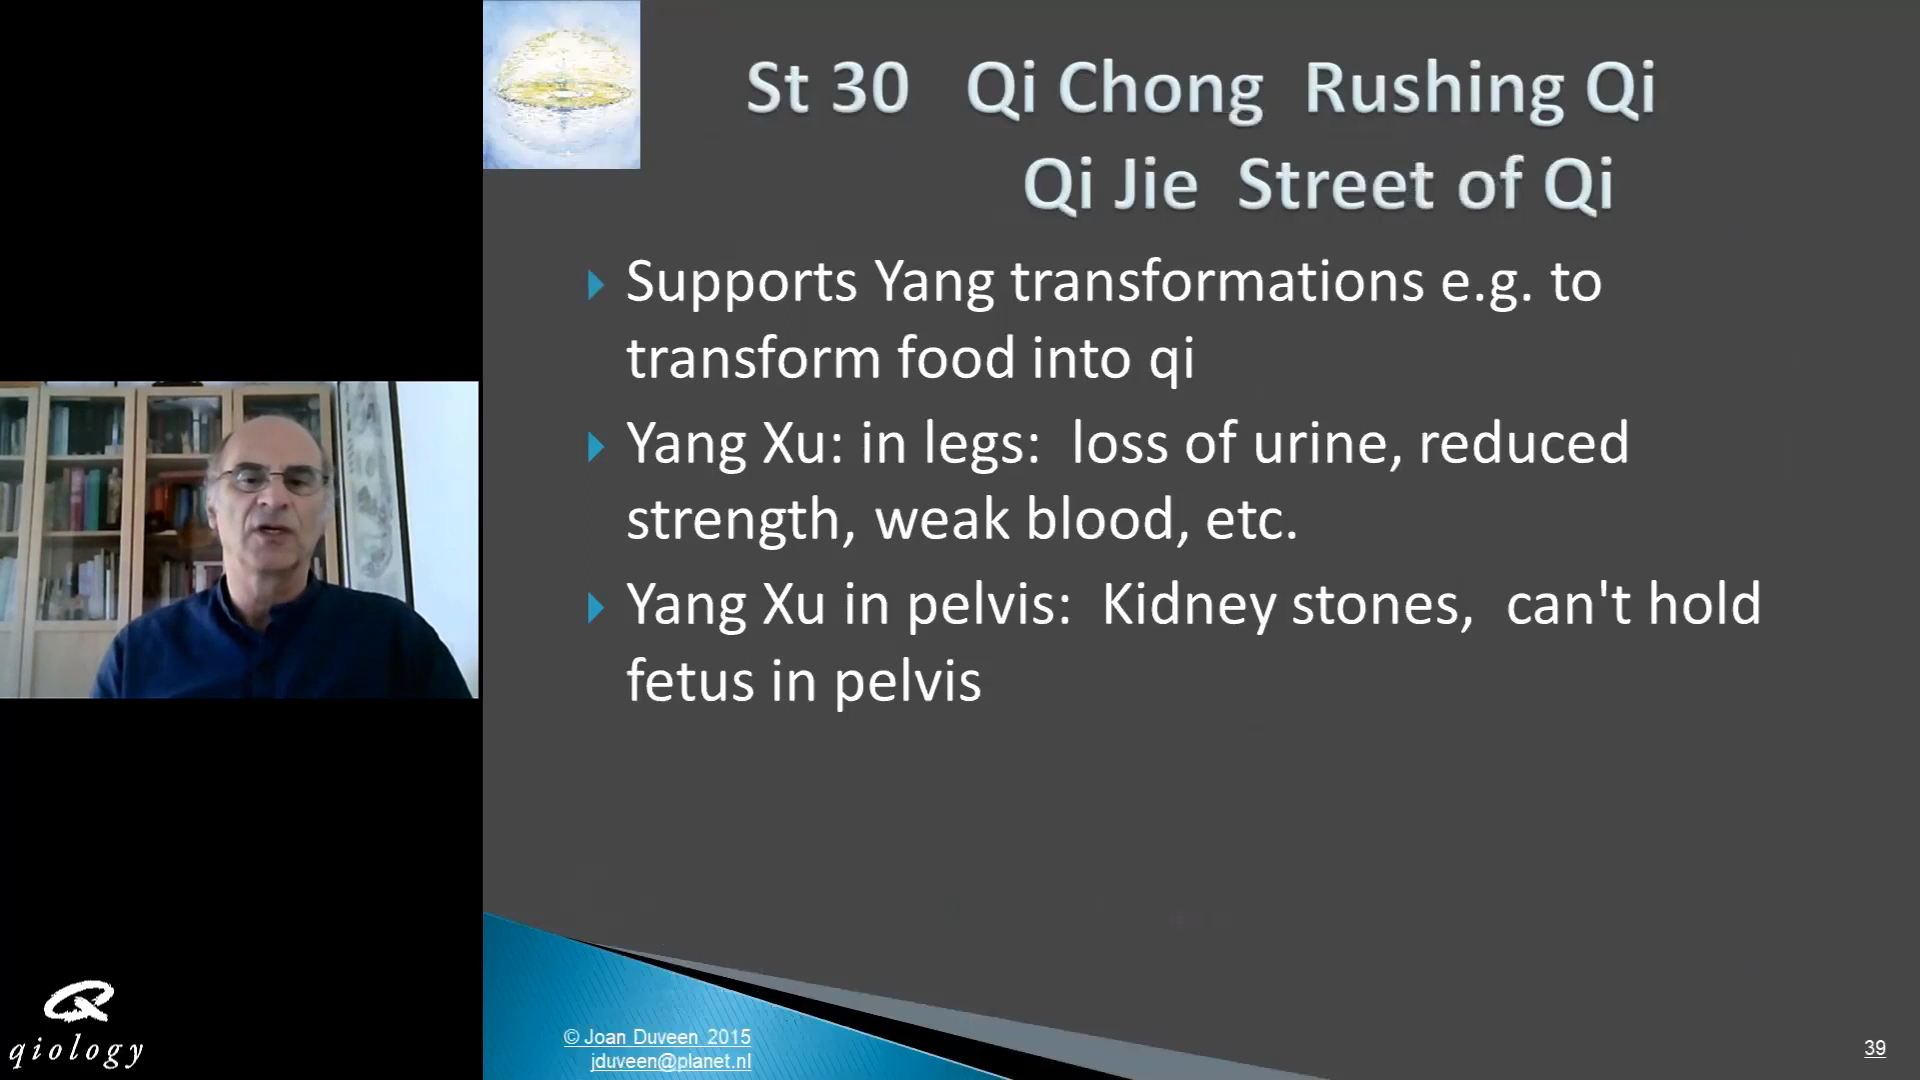 St 30 Qi Chong Rushing Qi
Qi Jie Street of Qi
Supports Yang transformations e.g. to
transform food into qi
Yang Xu: in legs: loss of urine, reduced
strength, weak blood, etc.
Yang Xu in pelvis: Kidney stones, can't hold
fetus in pelvis
qiology
© Joan Duveen 2015
jduveen@planet.nl
39